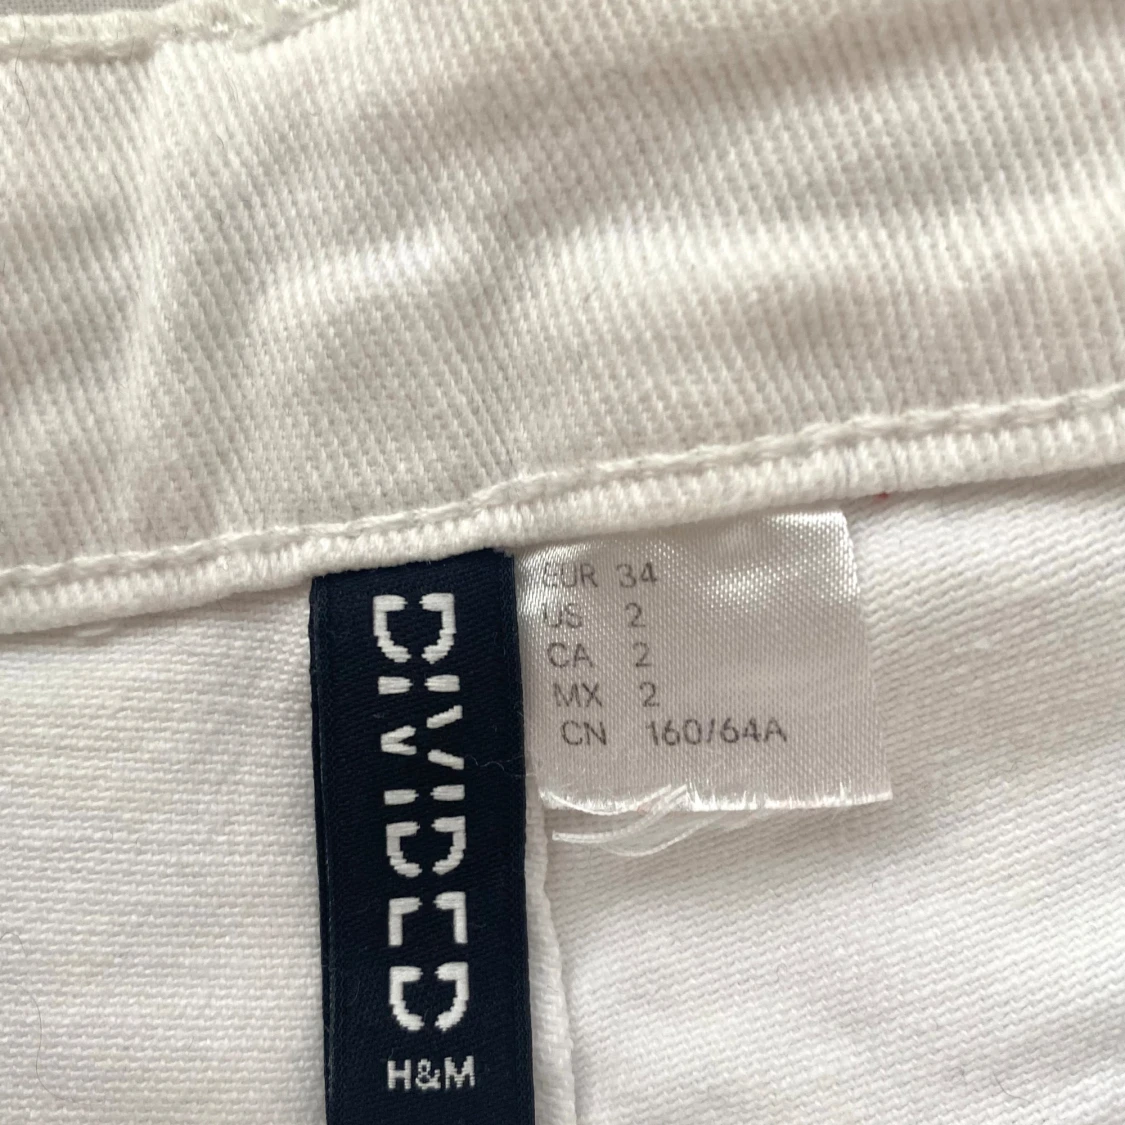 DIVIDED
H&M
EUR 34
US 2
CA 2
MX 2
CN 160/64A